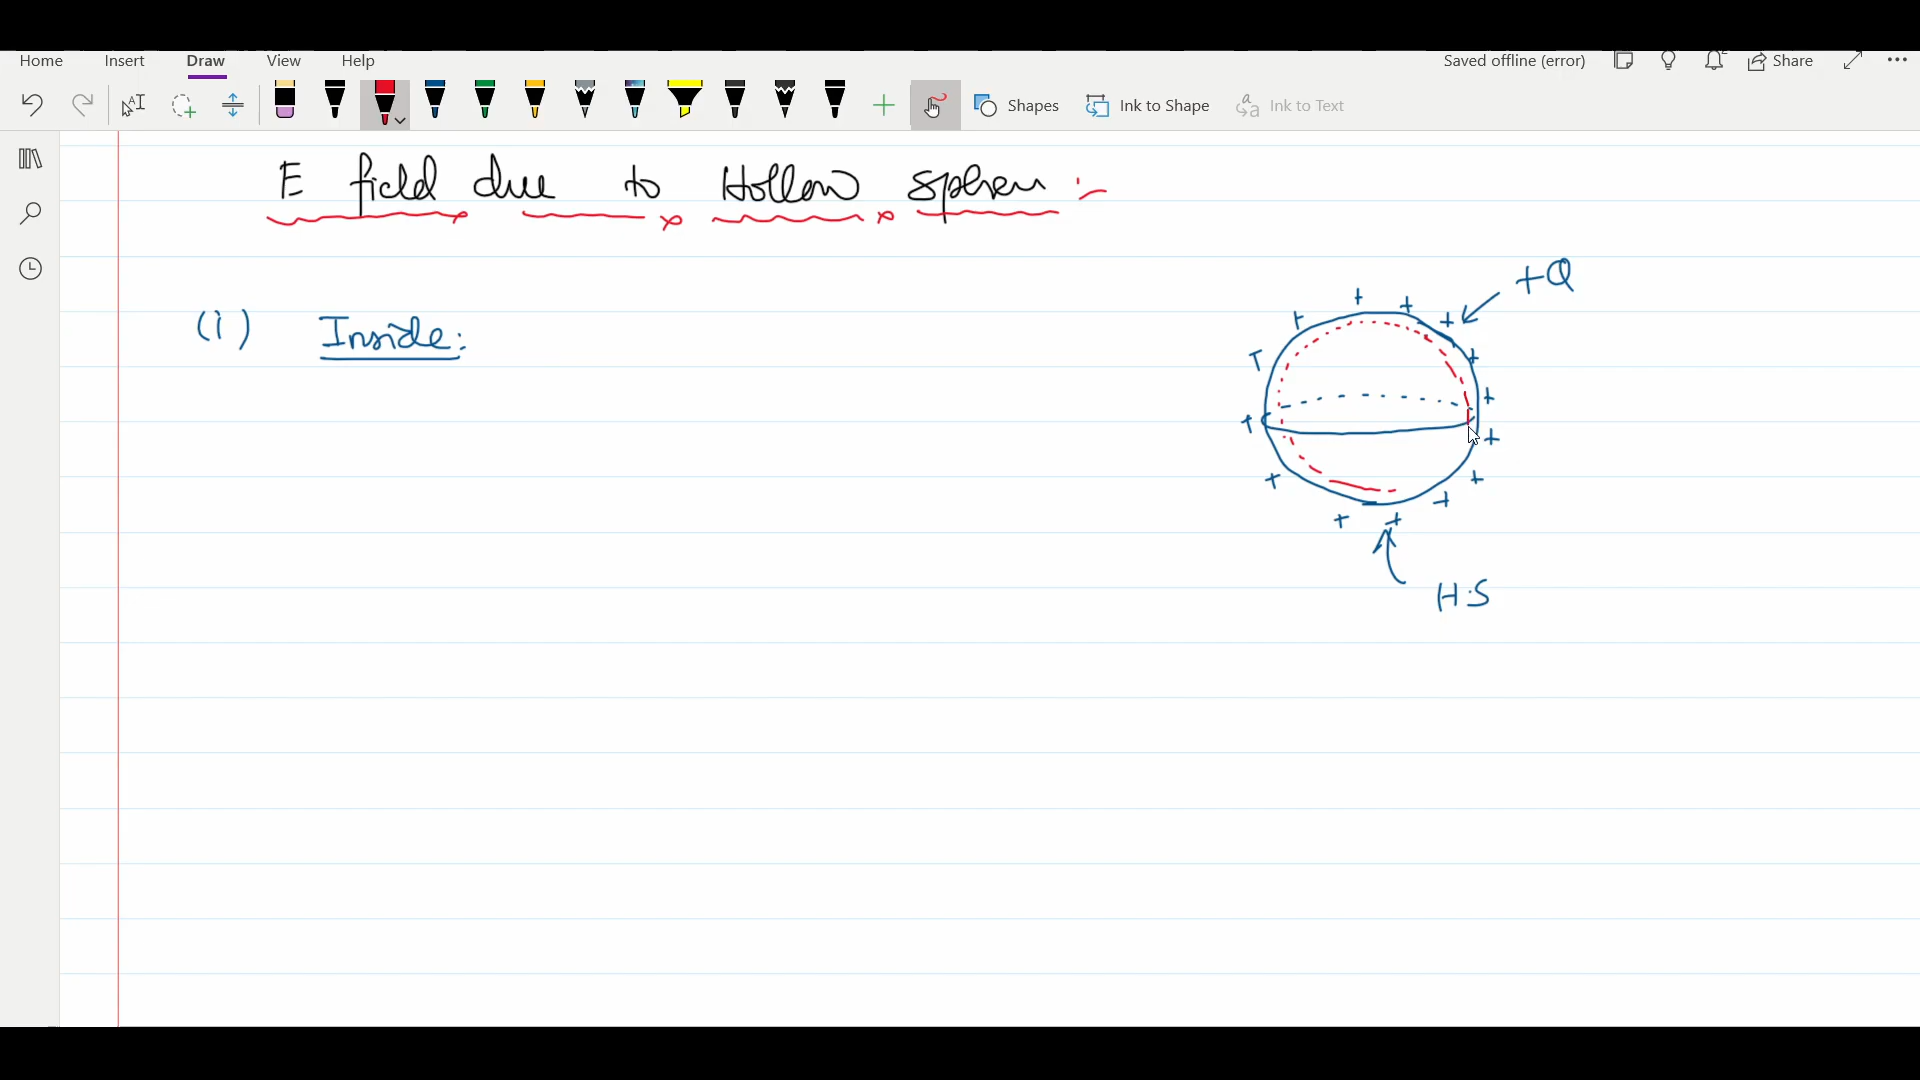 Home Insert Draw View Help Saved offline (error) Share
Shapes Ink to Shape Ink to Text
E field due to Hollow sphere :-
+Q
(i) Inside:
H.S